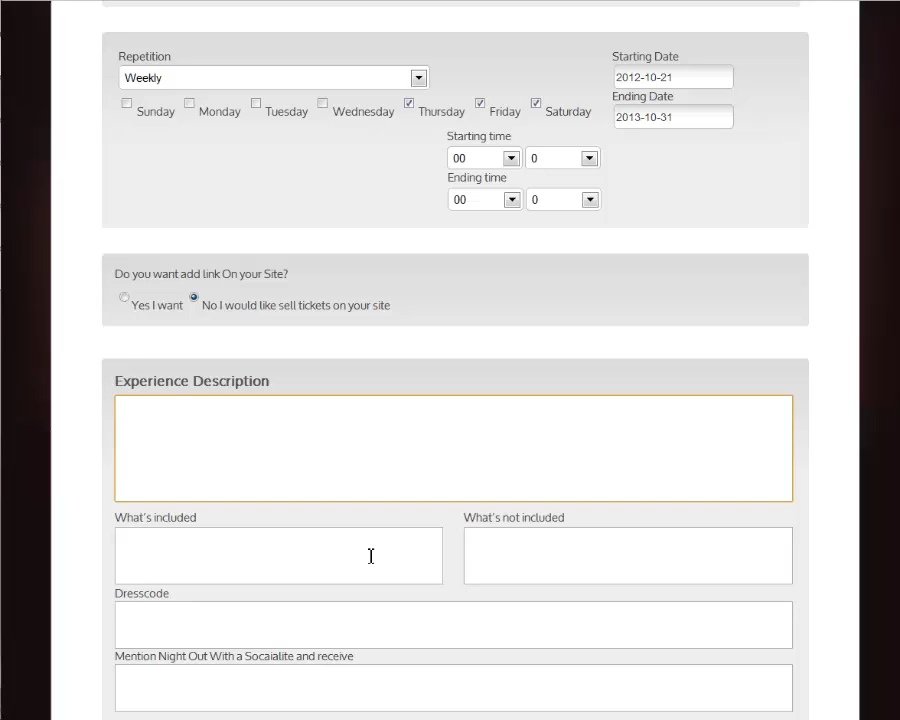 Repetition
Starting Date
Weekly
2012-10-21
Ending Date
Sunday Monday Tuesday Wednesday Thursday Friday Saturday
2013-10-31
Starting time
00 0
Ending time
00 0
Do you want add link On your Site?
Yes I want No I would like sell tickets on your site
Experience Description
What's included What's not included
Dresscode
Mention Night Out With a Socaialite and receive